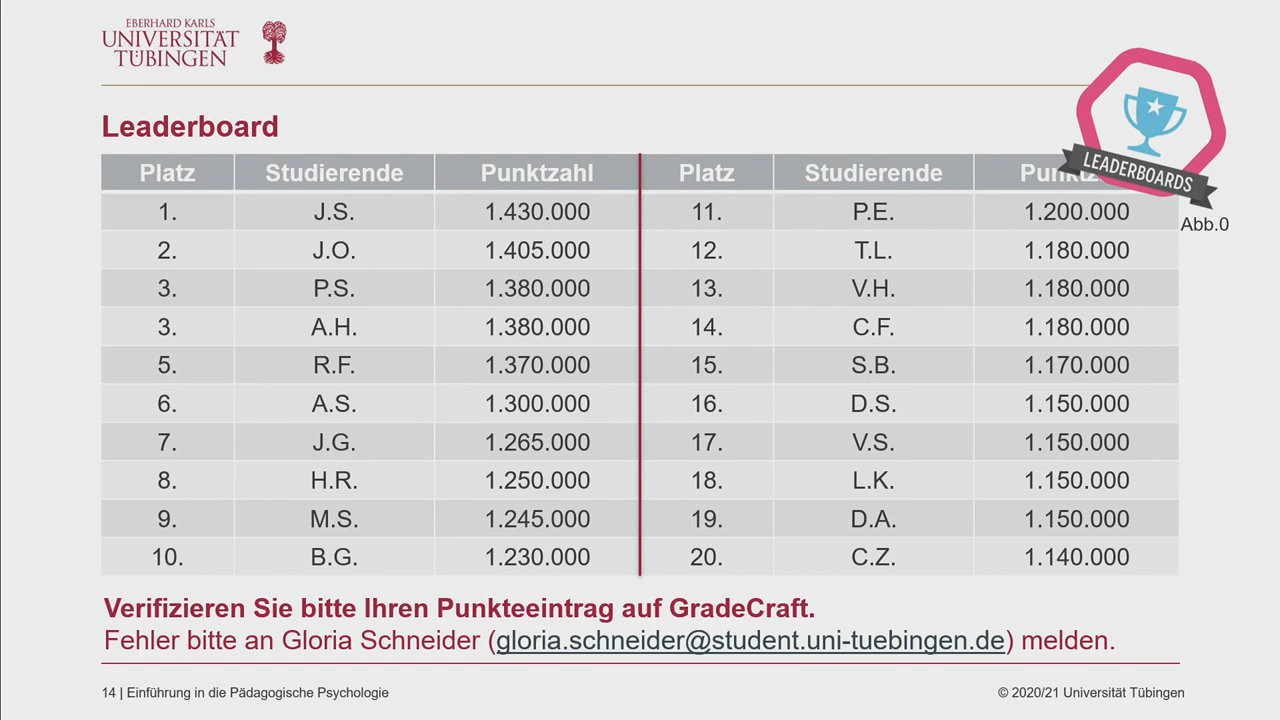 EBERHARD KARLS
UNIVERSITÄT
TÜBINGEN
Leaderboard
LEADERBOARDS
Abb.0
Platz Studierende Punktzahl Platz Studierende
1. J.S. 1.430.000 11. P.E. 1.200.000
2. J.O. 1.405.000 12. T.L. 1.180.000
3. P.S. 1.380.000 13. V.H. 1.180.000
3. A.H. 1.380.000 14. C.F. 1.180.000
5. R.F. 1.370.000 15. S.B. 1.170.000
6. A.S. 1.300.000 16. D.S. 1.150.000
7. J.G. 1.265.000 17. V.S. 1.150.000
8. H.R. 1.250.000 18. L.K. 1.150.000
9. M.S. 1.245.000 19. D.A. 1.150.000
10. B.G. 1.230.000 20. C.Z. 1.140.000
Verifizieren Sie bitte Ihren Punkteeintrag auf GradeCraft.
Fehler bitte an Gloria Schneider (gloria.schneider@student.uni-tuebingen.de) melden.
14 | Einführung in die Pädagogische Psychologie
© 2020/21 Universität Tübingen